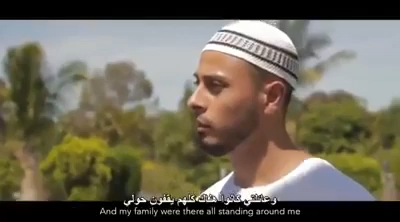 وعائلتي كانوا هناك كلهم يقفون حولي
And my family were there all standing around me